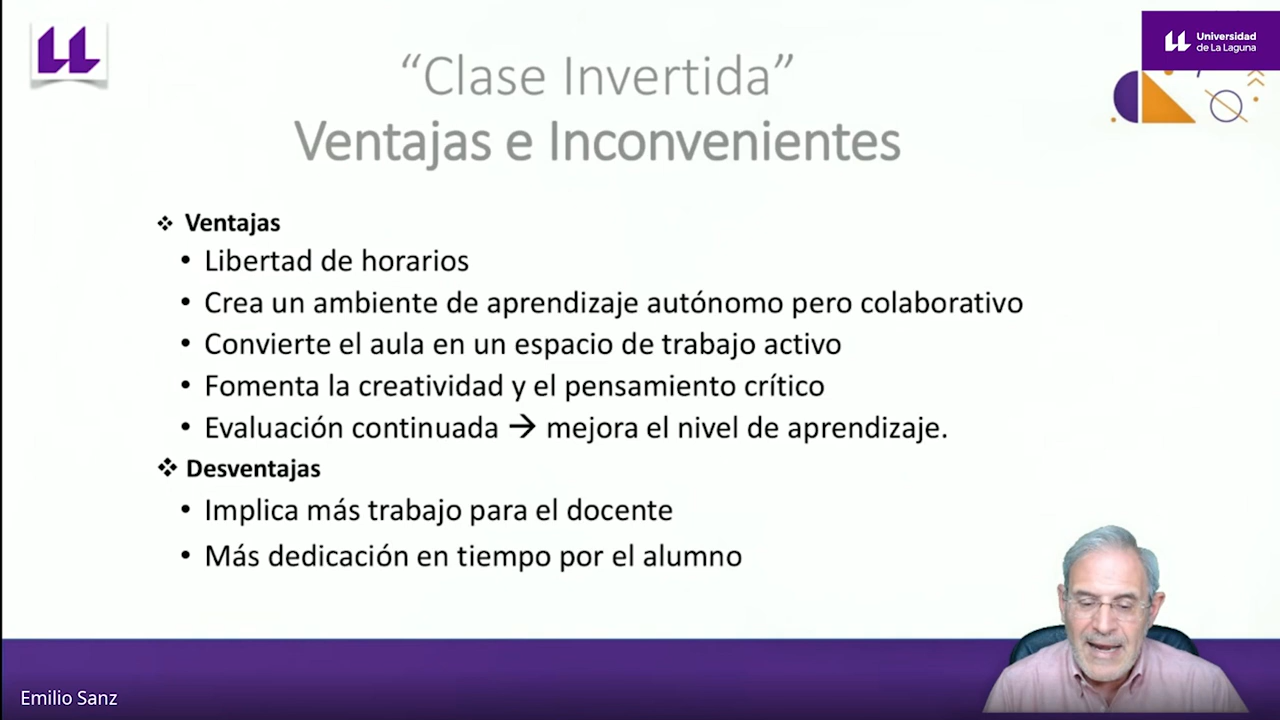 Universidad
de La Laguna
“Clase Invertida”
Ventajas e Inconvenientes
❖ Ventajas
• Libertad de horarios
• Crea un ambiente de aprendizaje autónomo pero colaborativo
• Convierte el aula en un espacio de trabajo activo
• Fomenta la creatividad y el pensamiento crítico
• Evaluación continuada → mejora el nivel de aprendizaje.
❖ Desventajas
• Implica más trabajo para el docente
• Más dedicación en tiempo por el alumno
Emilio Sanz